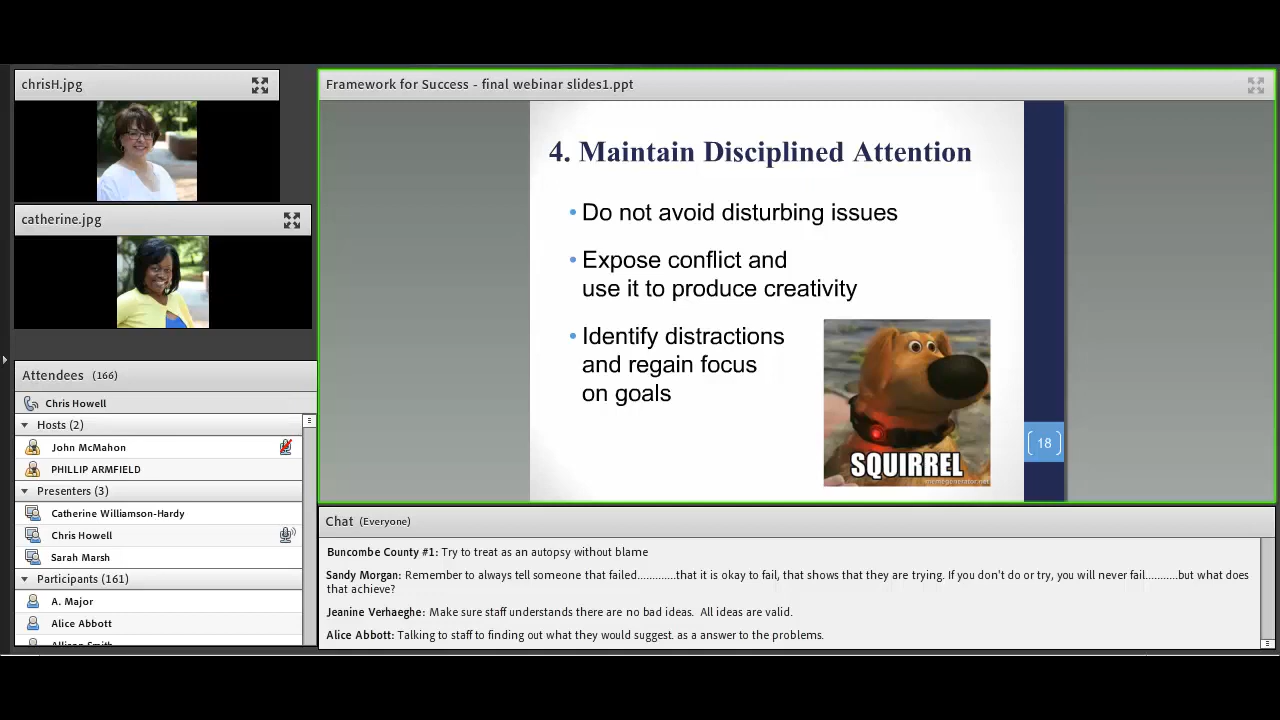 chrisH.jpg
catherine.jpg
Attendees (166)
Chris Howell
Hosts (2)
John McMahon
PHILLIP ARMFIELD
Presenters (3)
Catherine Williamson-Hardy
Chris Howell
Sarah Marsh
Participants (161)
A. Major
Alice Abbott
Allison Smith
Framework for Success - final webinar slides1.ppt
4. Maintain Disciplined Attention
• Do not avoid disturbing issues
• Expose conflict and
use it to produce creativity
• Identify distractions
and regain focus
on goals
SQUIRREL
memegenerator.net
18
Chat (Everyone)
Buncombe County #1: Try to treat as an autopsy without blame
Sandy Morgan: Remember to always tell someone that failed.............that it is okay to fail, that shows that they are trying. If you don't do or try, you will never fail..........but what does
that achieve?
Jeanine Verhaeghe: Make sure staff understands there are no bad ideas.  All ideas are valid.
Alice Abbott: Talking to staff to finding out what they would suggest. as a answer to the problems.